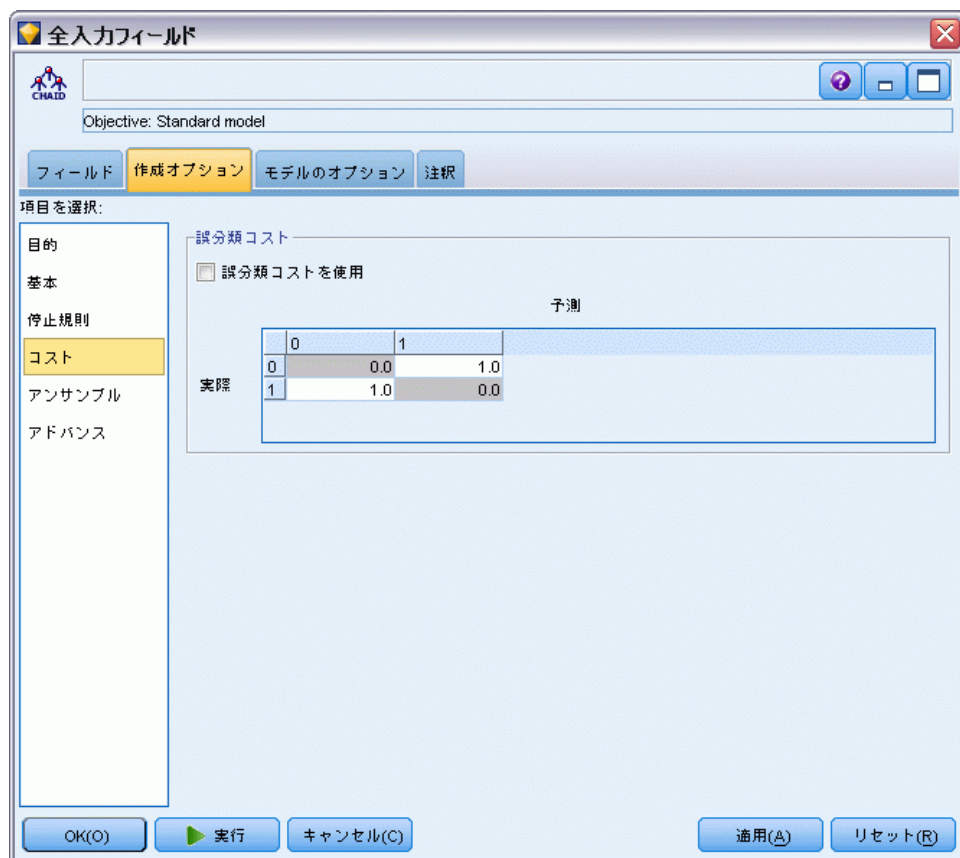 全入力フィールド
CHAID
Objective: Standard model
フィールド 作成オプション モデルのオプション 注釈
項目を選択:
目的
基本
停止規則
コスト
アンサンブル
アドバンス
誤分類コスト
誤分類コストを使用
予測
0 1
実際
0 0.0 1.0
1 1.0 0.0
OK(O) 実行 キャンセル(C) 適用(A) リセット(R)